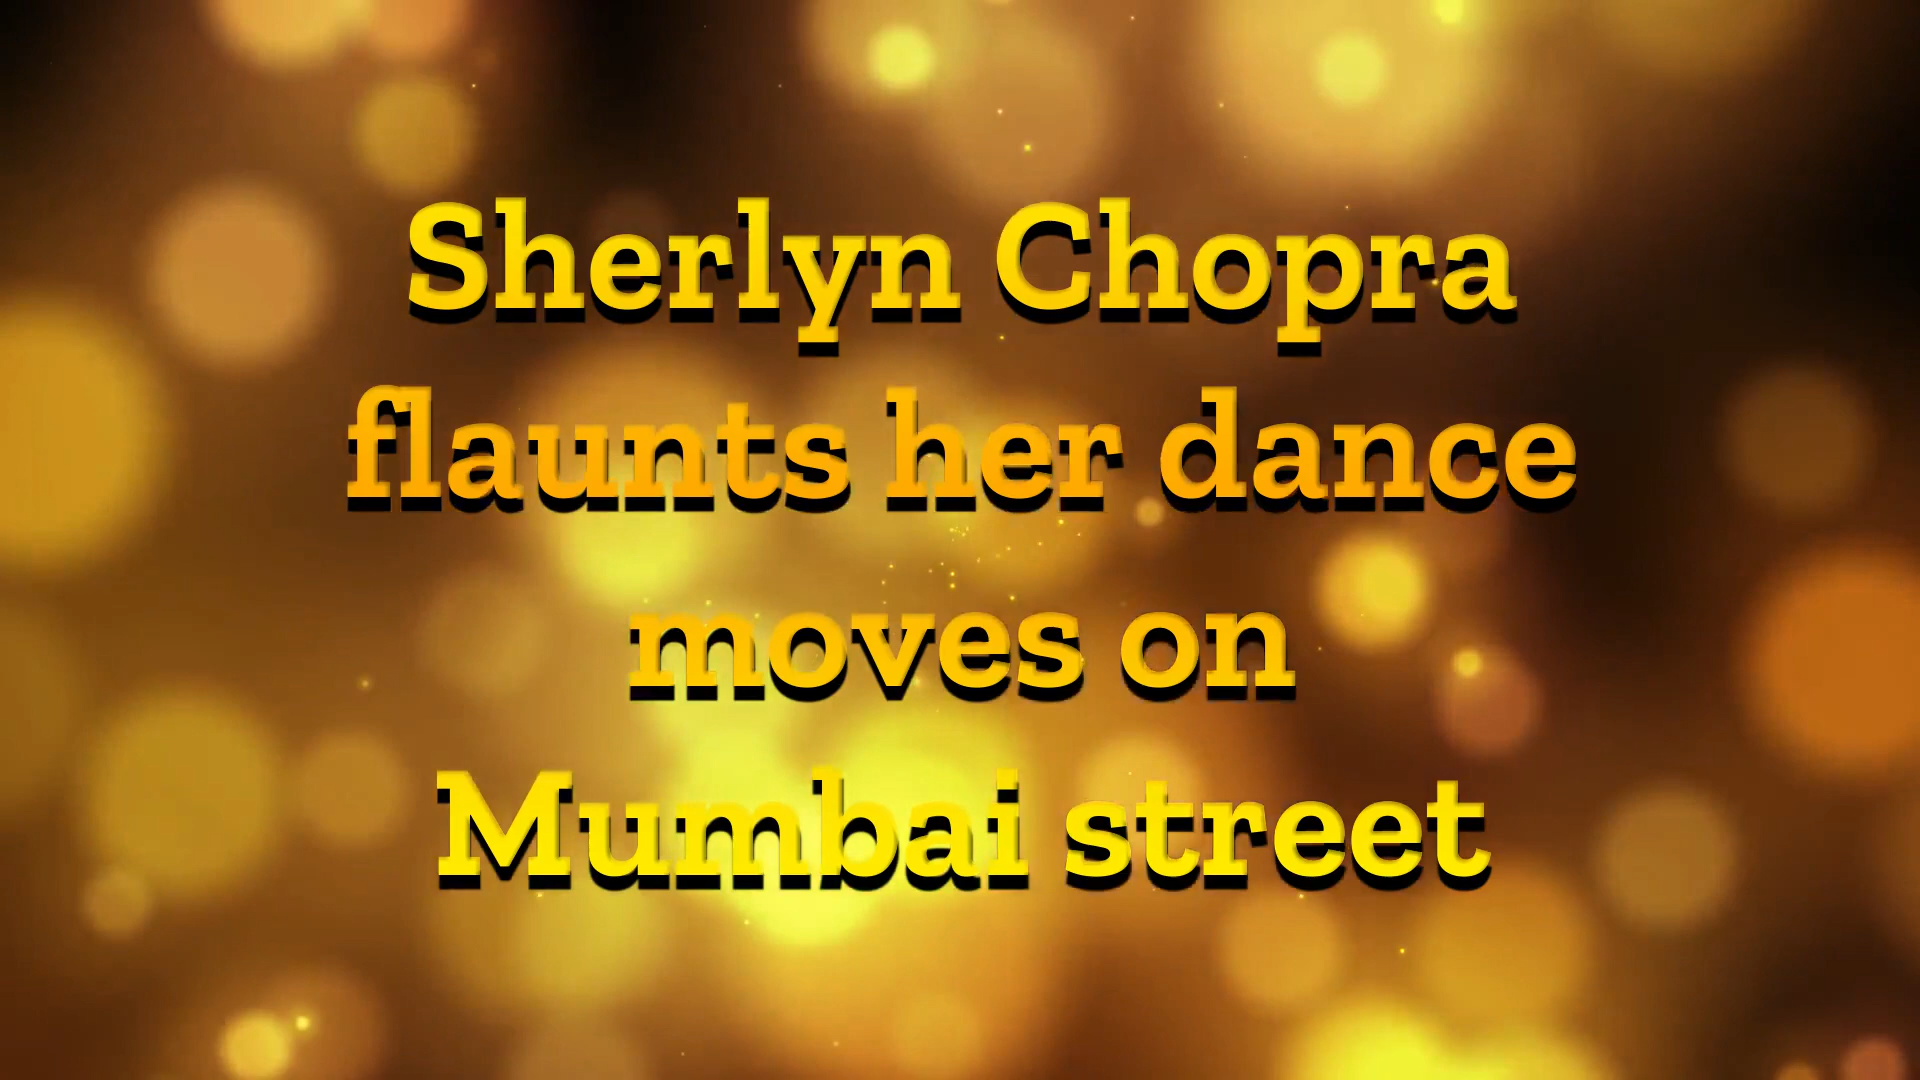 Sherlyn Chopra
flaunts her dance
moves on
Mumbai street